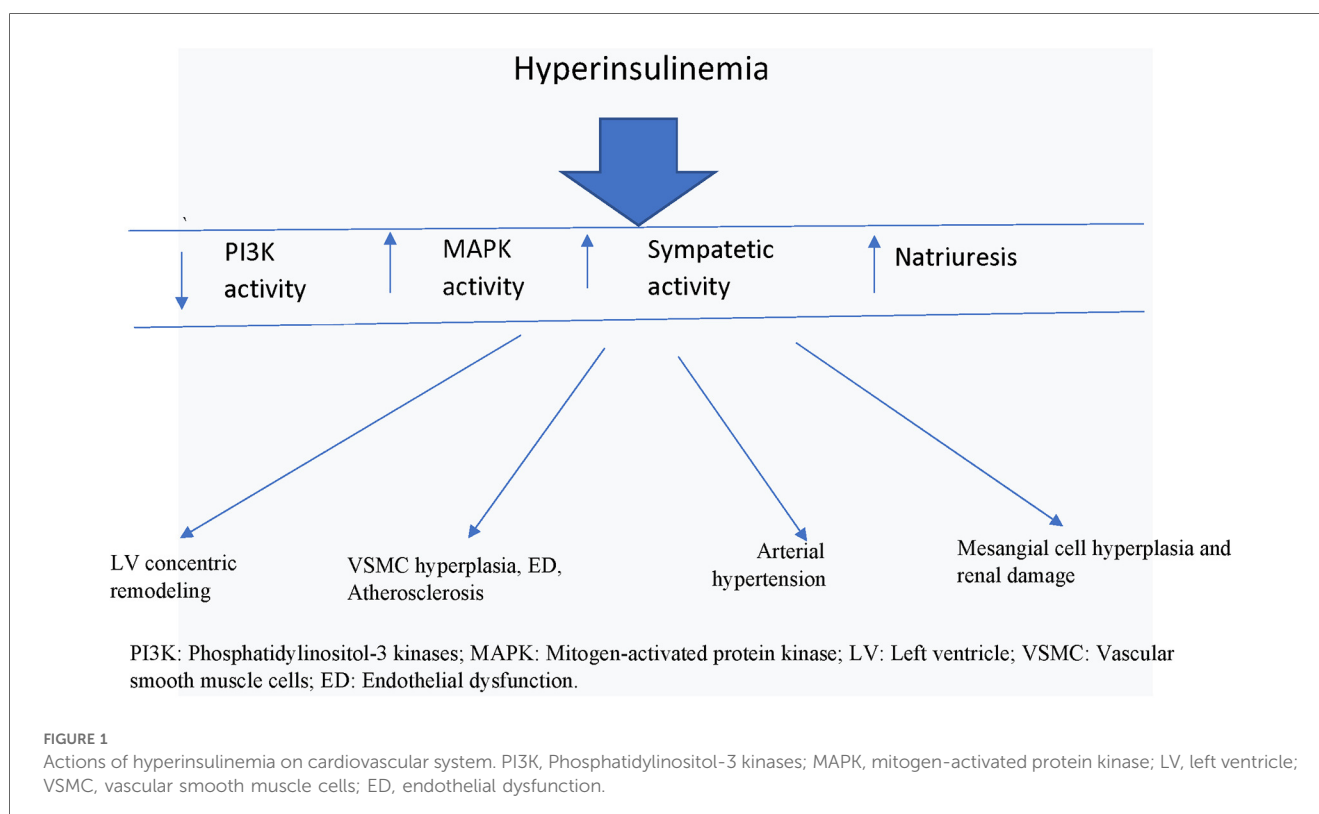 Hyperinsulinemia
`
PI3K
activity
MAPK
activity
Sympatetic
activity
Natriuresis
LV concentric
remodeling
VSMC hyperplasia, ED,
Atherosclerosis
Arterial
hypertension
Mesangial cell hyperplasia and
renal damage
PI3K: Phosphatidylinositol-3 kinases; MAPK: Mitogen-activated protein kinase; LV: Left ventricle; VSMC: Vascular
smooth muscle cells; ED: Endothelial dysfunction.
FIGURE 1
Actions of hyperinsulinemia on cardiovascular system. PI3K, Phosphatidylinositol-3 kinases; MAPK, mitogen-activated protein kinase; LV, left ventricle;
VSMC, vascular smooth muscle cells; ED, endothelial dysfunction.